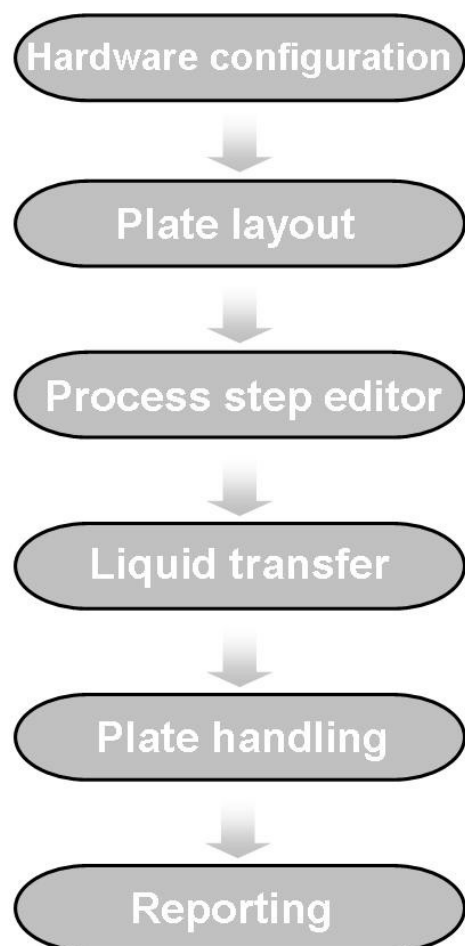 Hardware configuration
Plate layout
Process step editor
Liquid transfer
Plate handling
Reporting